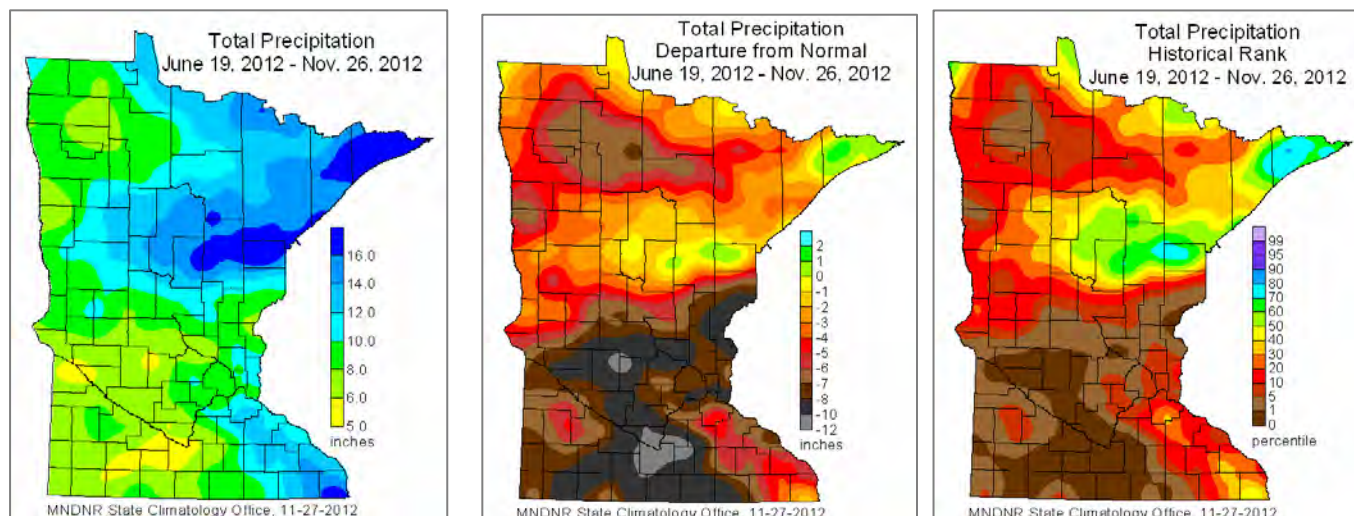 Total Precipitation
June 19, 2012 - Nov. 26, 2012
16.0
14.0
12.0
10.0
8.0
6.0
5.0
inches
MNDNR State Climatology Office, 11-27-2012
Total Precipitation
Departure from Normal
June 19, 2012 - Nov. 26, 2012
2
1
0
-1
-2
-3
-4
-5
-6
-7
-8
-10
-12
inches
MNDNR State Climatology Office, 11-27-2012
Total Precipitation
Historical Rank
June 19, 2012 - Nov. 26, 2012
99
95
90
80
70
60
50
40
30
20
10
5
1
0
percentile
MNDNR State Climatology Office, 11-27-2012